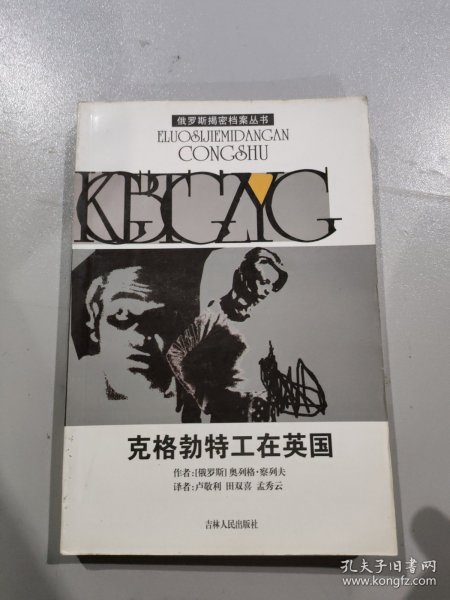 俄罗斯揭密档案丛书
ELUOSIJIEMIDANGAN
CONGSHU
KGBTGZYG
克格勃特工在英国
作者:[俄罗斯]奥列格·察列夫
译者:卢敬利 田双喜 孟秀云
吉林人民出版社
孔夫子旧书网
www.kongfz.com